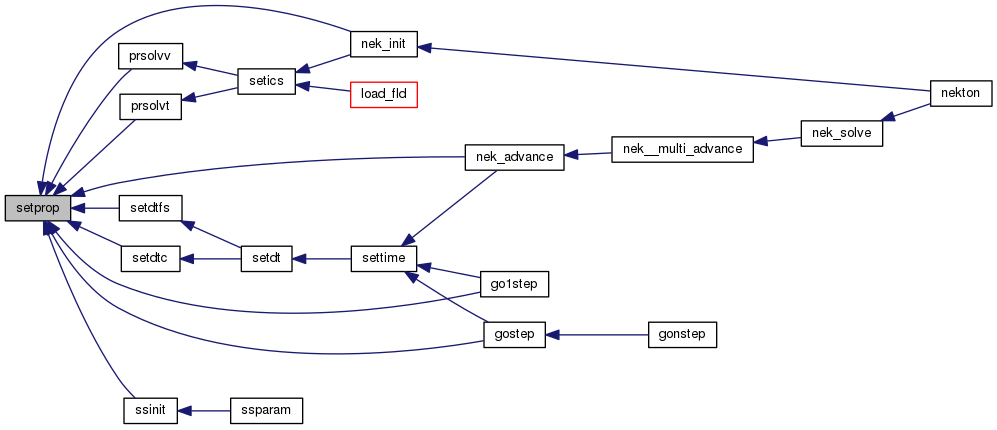 nek_init
prsolvv
setics
load_fld
nekton
prsolvt
nek_solve
nek__multi_advance
nek_advance
setprop
setdtfs
setdtc
setdt
settime
go1step
gostep
gonstep
ssinit
ssparam